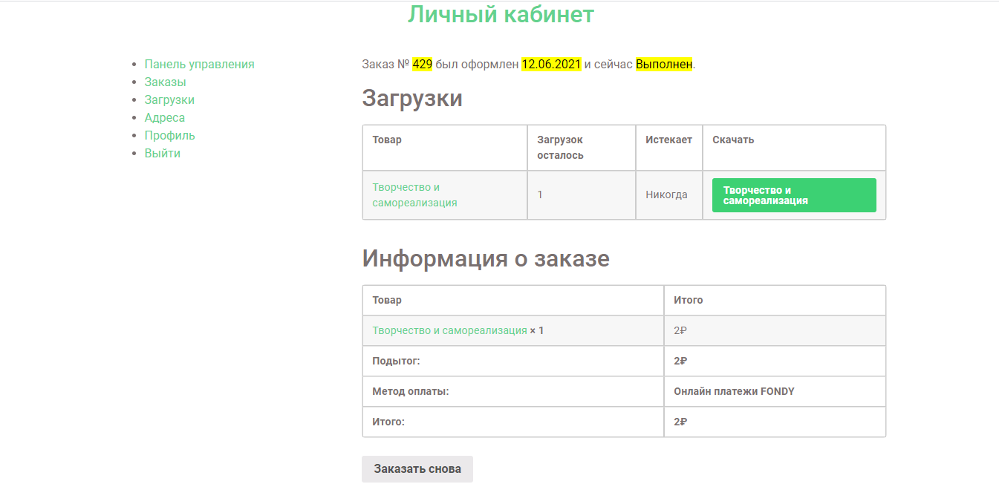 Личный кабинет
Панель управления
Заказы
Загрузки
Адреса
Профиль
Выйти
Заказ № 429 был оформлен 12.06.2021 и сейчас Выполнен.
Загрузки
Товар
Загрузок
осталось
Истекает
Скачать
Творчество и
самореализация
1
Никогда
Творчество и
самореализация
Информация о заказе
Товар
Итого
Творчество и самореализация × 1
2₽
Подытог:
2₽
Метод оплаты:
Онлайн платежи FONDY
Итого:
2₽
Заказать снова